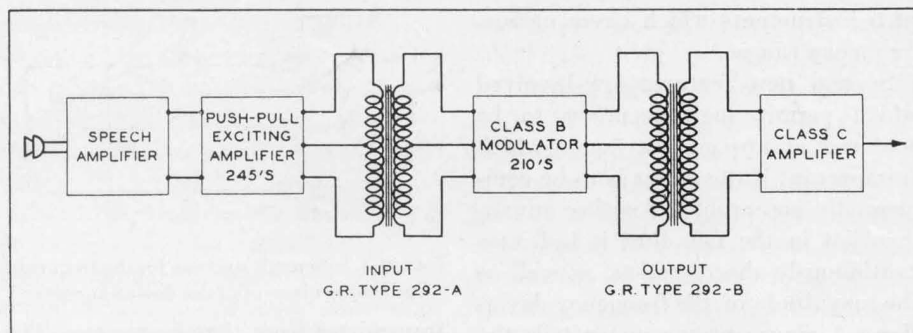 SPEECH
AMPLIFIER
PUSH-PULL
EXCITING
AMPLIFIER
245'S
INPUT
G.R. TYPE 292-A
CLASS B
MODULATOR
210'S
OUTPUT
G.R. TYPE 292-B
CLASS C
AMPLIFIER